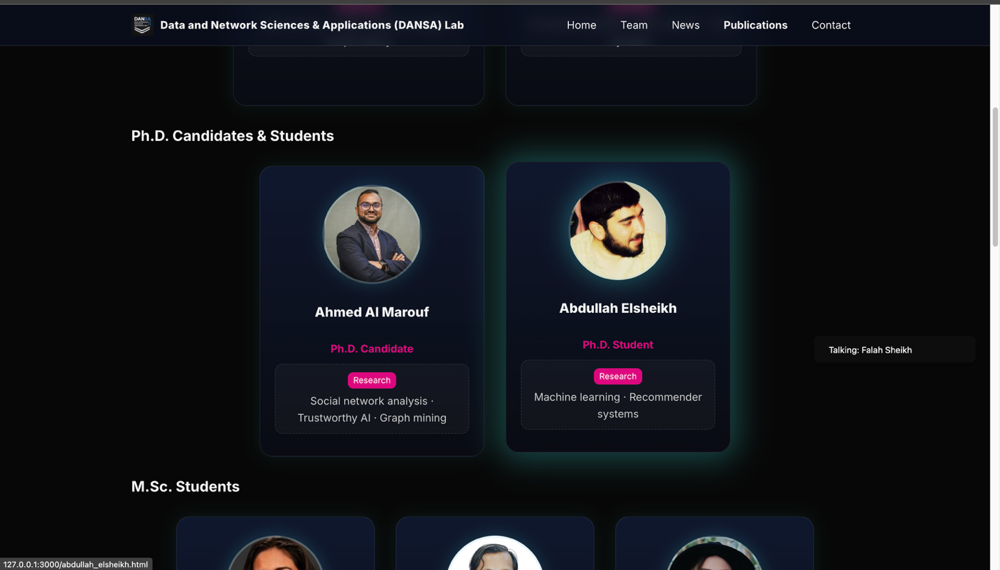 DANSA
Data and Network Sciences & Applications (DANSA) Lab
Home
Team
News
Publications
Contact
Ph.D. Candidates & Students
Ahmed Al Marouf
Ph.D. Candidate
Research
Social network analysis ·
Trustworthy AI · Graph mining
Abdullah Elsheikh
Ph.D. Student
Research
Machine learning · Recommender
systems
Talking: Falah Sheikh
M.Sc. Students
127.0.0.1:3000/abdullah_elsheikh.html